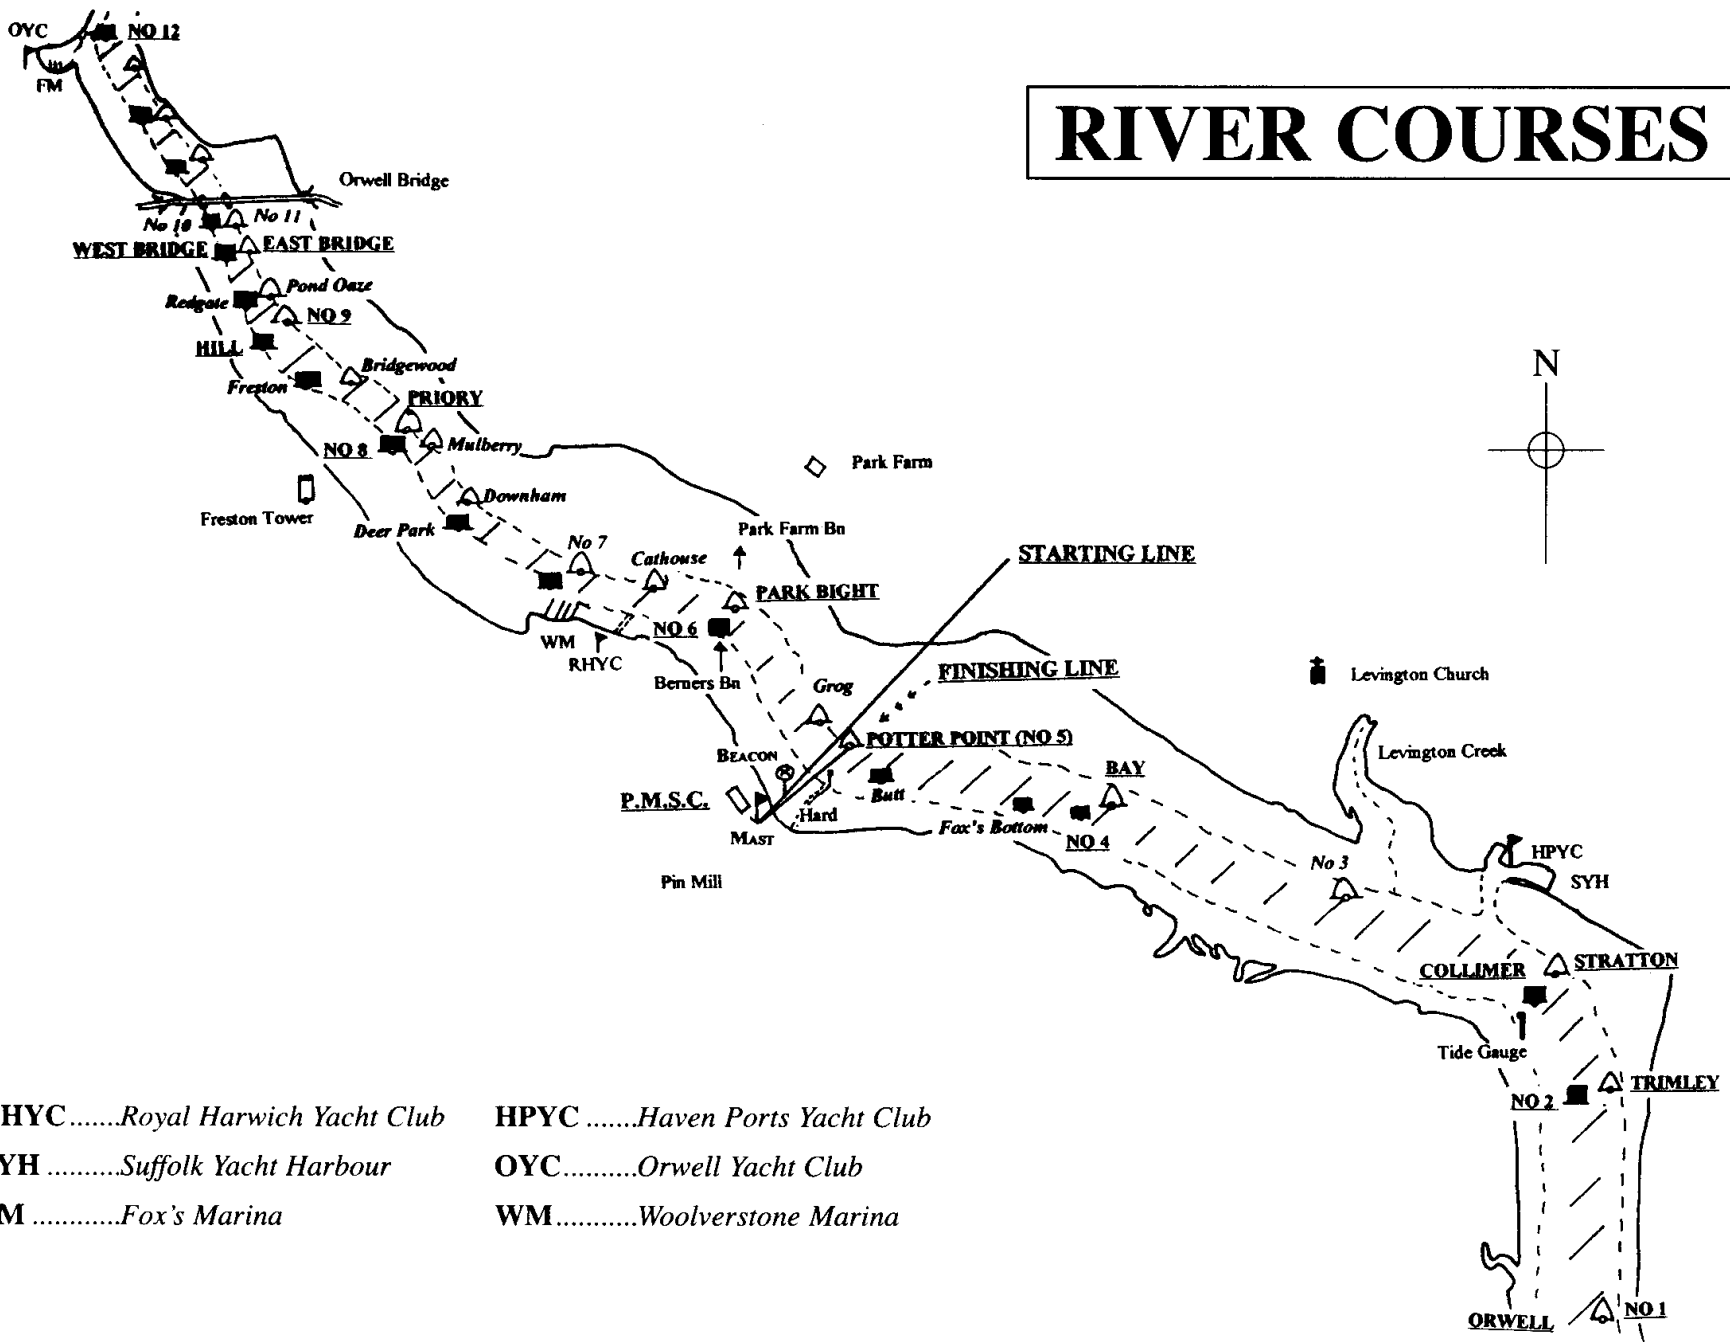 RIVER COURSES
OYC
NO 12
FM
Orwell Bridge
No 10
No 11
WEST BRIDGE
EAST BRIDGE
Redgate
Pond Oaze
NO 9
HILL
Freston
Bridgewood
PRIORY
NO 8
Mulberry
Freston Tower
Downham
Deer Park
Park Farm
Park Farm Bn
No 7
Cathouse
STARTING LINE
PARK BIGHT
NO 6
WM
RHYC
Berners Bn
FINISHING LINE
Grog
POTTER POINT (NO 5)
BEACON
P.M.S.C.
MAST
Hard
Butt
Pin Mill
Fox's Bottom
BAY
NO 4
N
Levington Church
Levington Creek
No 3
HPYC
SYH
COLLIMER
STRATTON
Tide Gauge
NO 2
TRIMLEY
ORWELL
NO 1
HYC.......Royal Harwich Yacht Club
HPYC .......Haven Ports Yacht Club
YH ..........Suffolk Yacht Harbour
OYC..........Orwell Yacht Club
M ............Fox's Marina
WM...........Woolverstone Marina